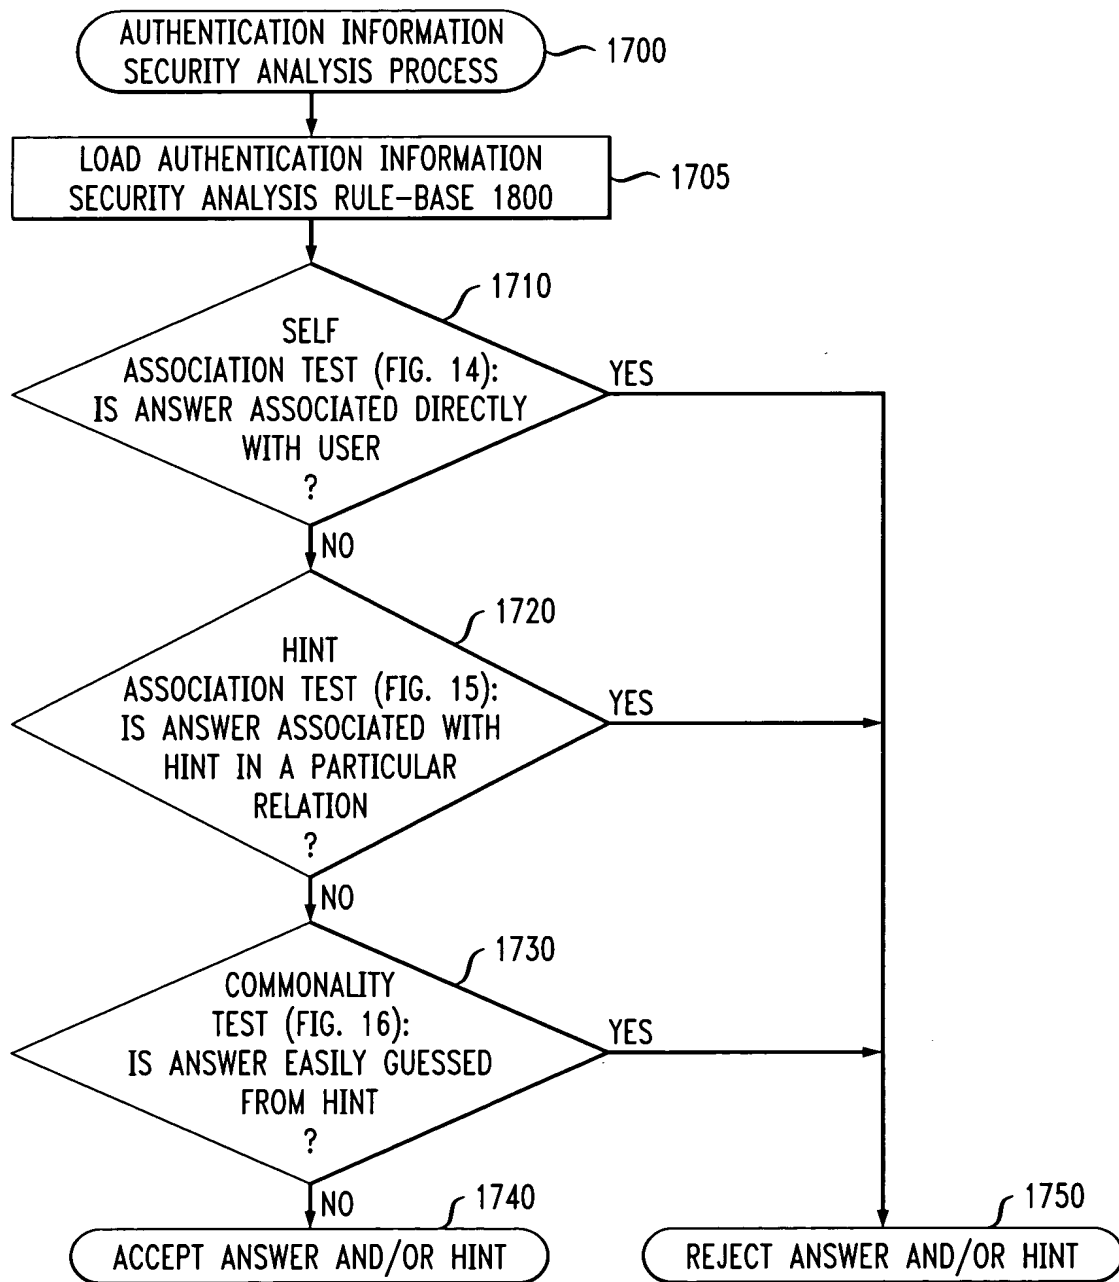 AUTHENTICATION INFORMATION
SECURITY ANALYSIS PROCESS
1700
LOAD AUTHENTICATION INFORMATION
SECURITY ANALYSIS RULE-BASE 1800
1705
1710
SELF
ASSOCIATION TEST (FIG. 14):
IS ANSWER ASSOCIATED DIRECTLY
WITH USER
?
YES
NO
1720
HINT
ASSOCIATION TEST (FIG. 15):
IS ANSWER ASSOCIATED WITH
HINT IN A PARTICULAR
RELATION
?
YES
NO
1730
COMMONALITY
TEST (FIG. 16):
IS ANSWER EASILY GUESSED
FROM HINT
?
YES
NO
1740
ACCEPT ANSWER AND/OR HINT
1750
REJECT ANSWER AND/OR HINT